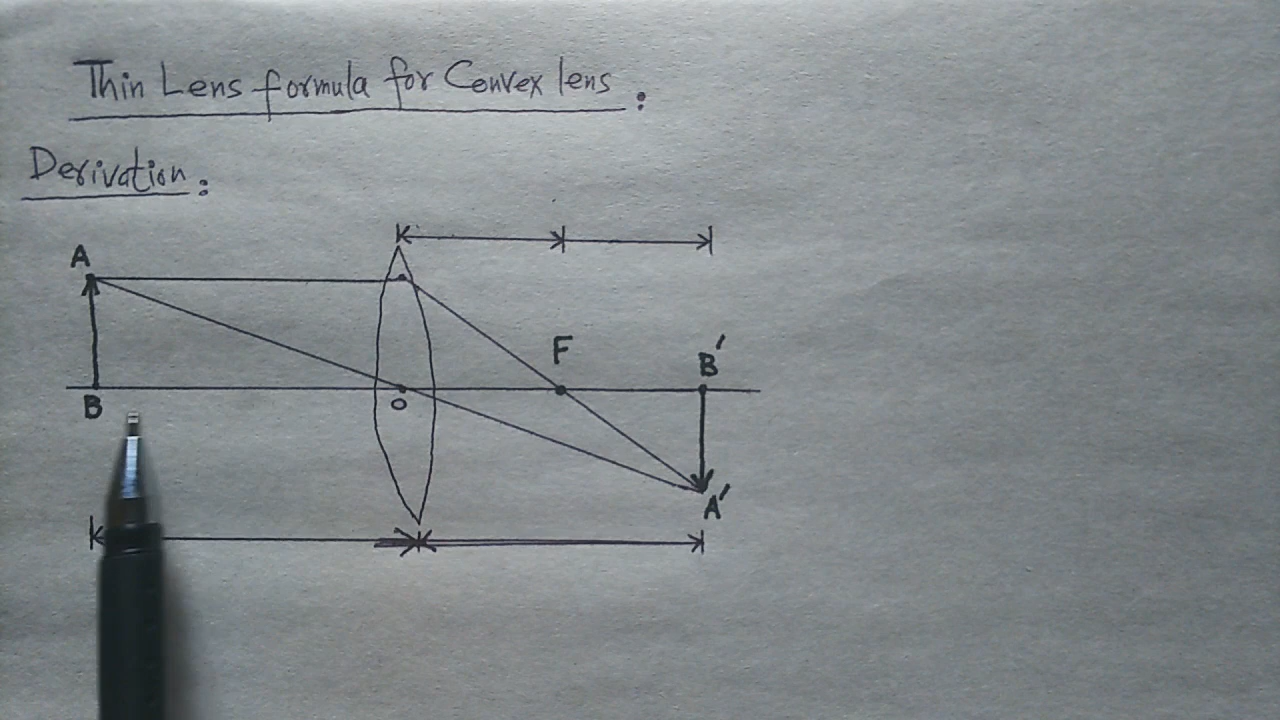 Thin Lens formula for Convex lens :
Derivation :
A
F
B′
B
O
A′